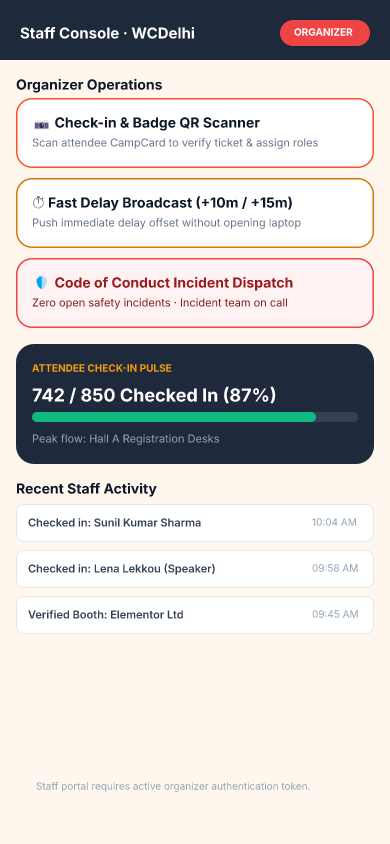 Staff Console · WCDelhi
ORGANIZER
Organizer Operations
📷 Check-in & Badge QR Scanner
Scan attendee CampCard to verify ticket & assign roles
⏱ Fast Delay Broadcast (+10m / +15m)
Push immediate delay offset without opening laptop
🛡 Code of Conduct Incident Dispatch
Zero open safety incidents · Incident team on call
ATTENDEE CHECK-IN PULSE
742 / 850 Checked In (87%)
Peak flow: Hall A Registration Desks
Recent Staff Activity
Checked in: Sunil Kumar Sharma 10:04 AM
Checked in: Lena Lekkou (Speaker) 09:58 AM
Verified Booth: Elementor Ltd 09:45 AM
Staff portal requires active organizer authentication token.